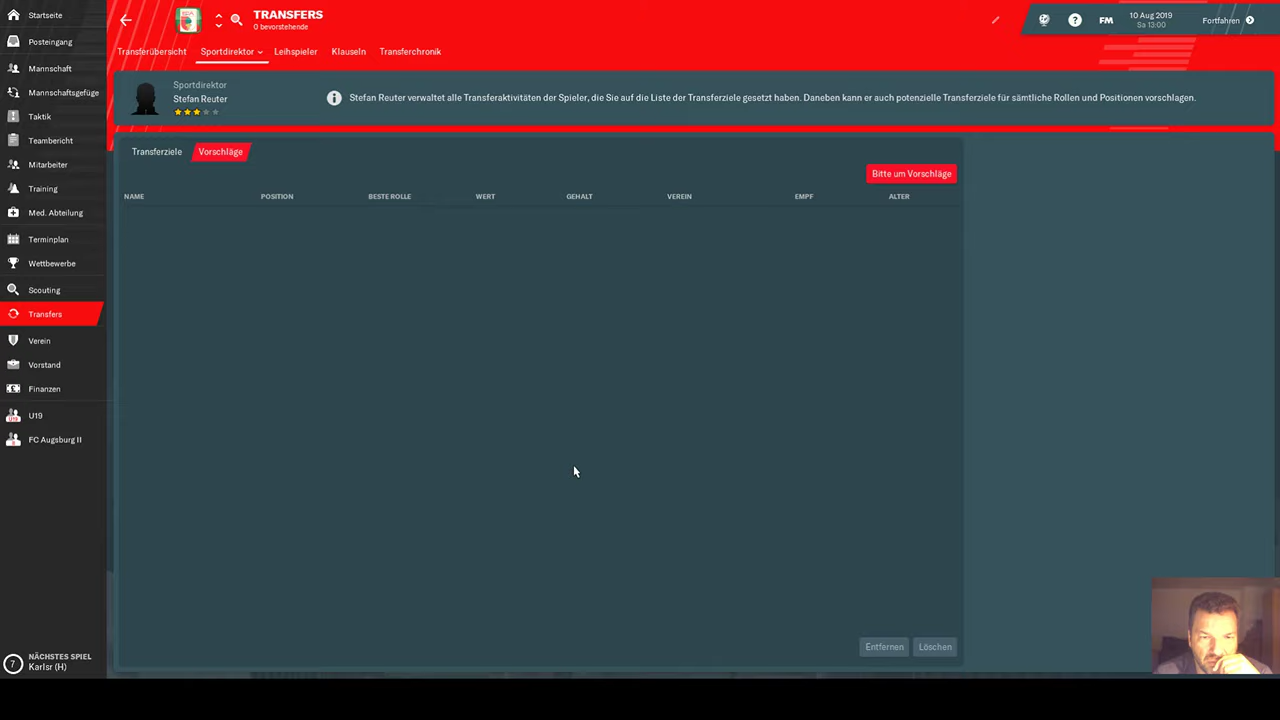 Startseite
Posteingang
Mannschaft
Mannschaftsgefüge
Taktik
Teambericht
Mitarbeiter
Training
Med. Abteilung
Terminplan
Wettbewerbe
Scouting
Transfers
Verein
Vorstand
Finanzen
U19
FC Augsburg II
7
NÄCHSTES SPIEL
Karlsr (H)
TRANSFERS
0 bevorstehende
FM
10 Aug 2019
Sa 13:00
Fortfahren
Transferübersicht Sportdirektor Leihspieler Klauseln Transferchronik
Sportdirektor
Stefan Reuter
Stefan Reuter verwaltet alle Transferaktivitäten der Spieler, die Sie auf die Liste der Transferziele gesetzt haben. Daneben kann er auch potenzielle Transferziele für sämtliche Rollen und Positionen vorschlagen.
Transferziele Vorschläge
Bitte um Vorschläge
NAME POSITION BESTE ROLLE WERT GEHALT VEREIN EMPF ALTER
Entfernen Löschen